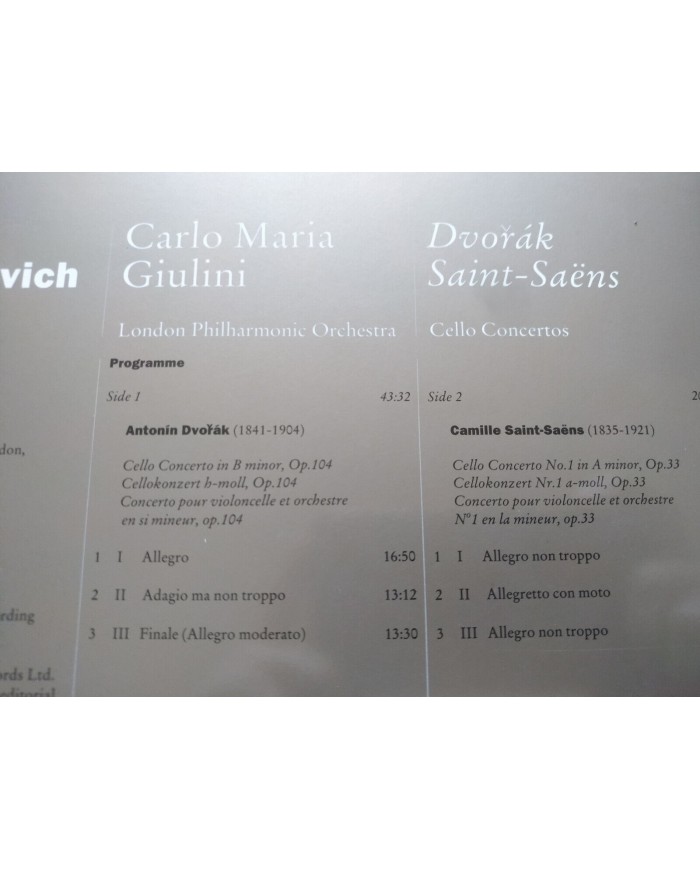 vich
don,
rding
ords Ltd.
editorial
Carlo Maria
Giulini
London Philharmonic Orchestra
Programme
Side 1 43:32
Antonín Dvořák (1841-1904)
Cello Concerto in B minor, Op.104
Cellokonzert h-moll, Op.104
Concerto pour violoncelle et orchestre
en si mineur, op.104
1 I Allegro 16:50
2 II Adagio ma non troppo 13:12
3 III Finale (Allegro moderato) 13:30
Dvořák
Saint-Saëns
Cello Concertos
Side 2 20
Camille Saint-Saëns (1835-1921)
Cello Concerto No.1 in A minor, Op.33
Cellokonzert Nr.1 a-moll, Op.33
Concerto pour violoncelle et orchestre
Nº1 en la mineur, op.33
1 I Allegro non troppo
2 II Allegretto con moto
3 III Allegro non troppo